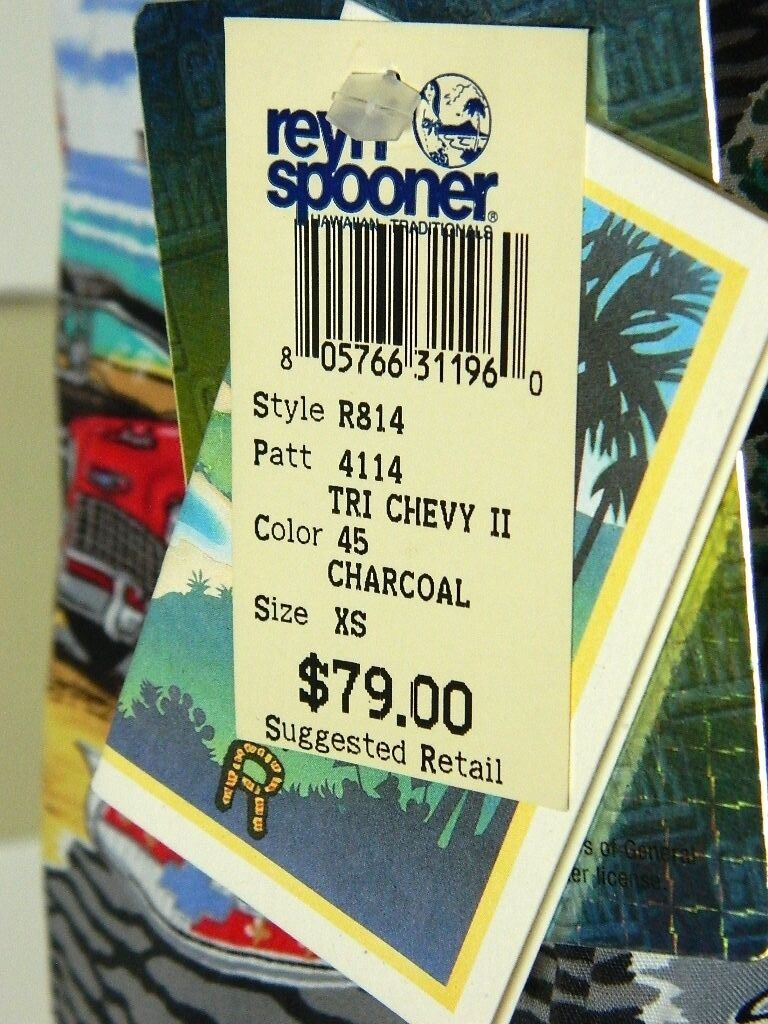 reyn
spooner®
HAWAIIAN TRADITIONALS
8 05766 31196 0
Style R814
Patt 4114
TRI CHEVY II
Color 45
CHARCOAL
Size XS
$79.00
Suggested Retail
R
s of General
er license.